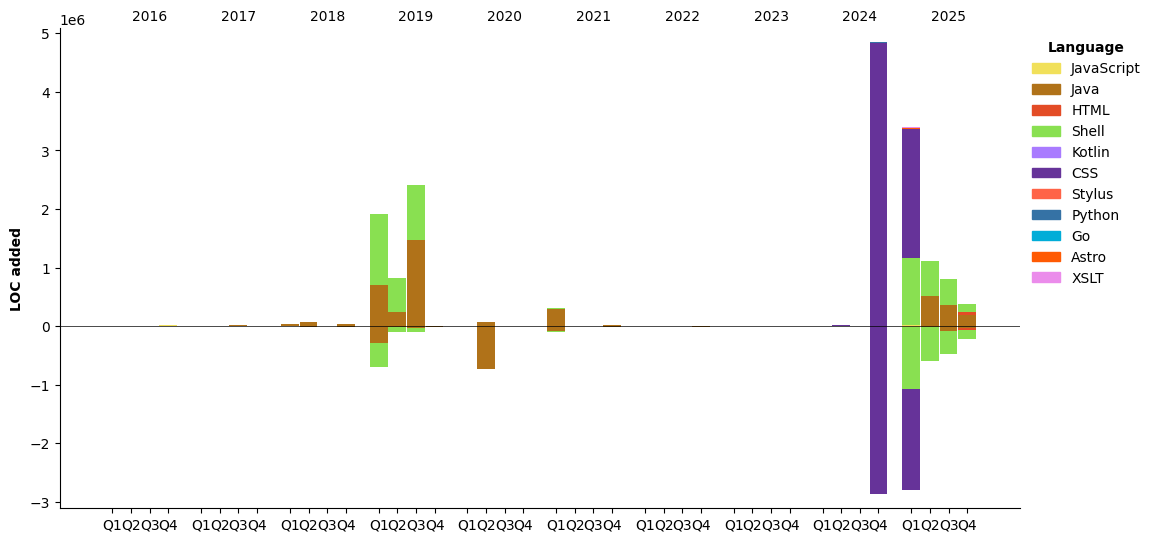 1e6
2016 2017 2018 2019 2020 2021 2022 2023 2024 2025
LOC added
5
4
3
2
1
0
−1
−2
−3
Q1Q2Q3Q4 Q1Q2Q3Q4 Q1Q2Q3Q4 Q1Q2Q3Q4 Q1Q2Q3Q4 Q1Q2Q3Q4 Q1Q2Q3Q4 Q1Q2Q3Q4 Q1Q2Q3Q4 Q1Q2Q3Q4
Language
JavaScript
Java
HTML
Shell
Kotlin
CSS
Stylus
Python
Go
Astro
XSLT